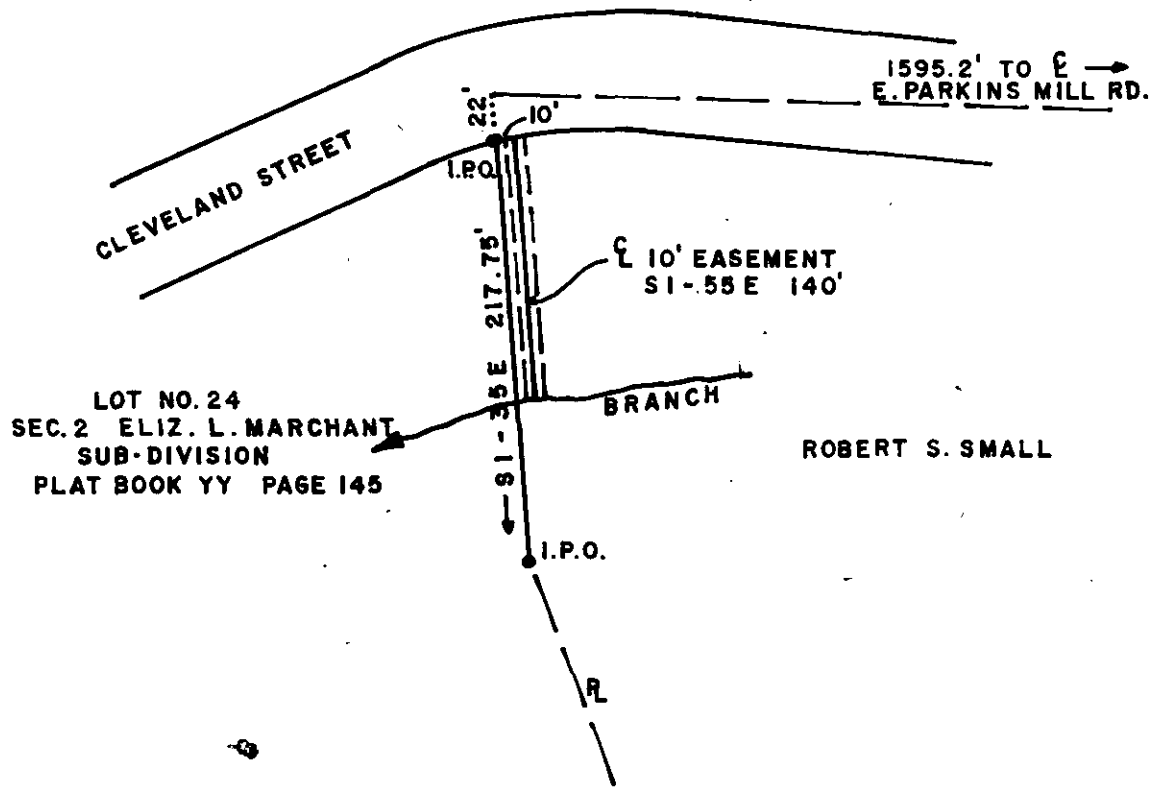 1595.2' TO ℄
E. PARKINS MILL RD.
22'
10'
CLEVELAND STREET
I.P.O.
217.75'
S1-35E
℄ 10' EASEMENT
S1-.55E 140'
LOT NO. 24
SEC. 2 ELIZ. L. MARCHANT
SUB-DIVISION
PLAT BOOK YY PAGE 145
BRANCH
ROBERT S. SMALL
I.P.O.
PL